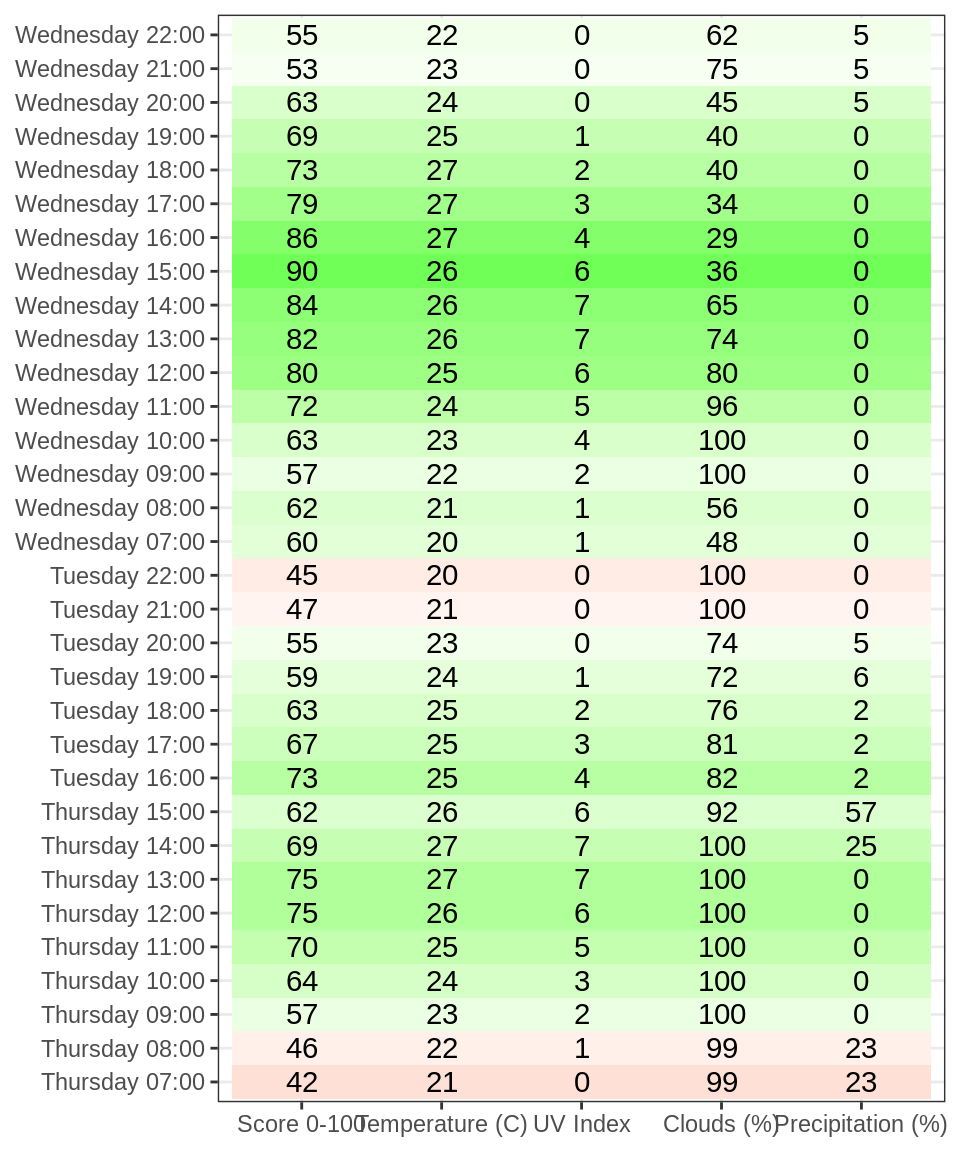 Wednesday 22:00 55 22 0 62 5
Wednesday 21:00 53 23 0 75 5
Wednesday 20:00 63 24 0 45 5
Wednesday 19:00 69 25 1 40 0
Wednesday 18:00 73 27 2 40 0
Wednesday 17:00 79 27 3 34 0
Wednesday 16:00 86 27 4 29 0
Wednesday 15:00 90 26 6 36 0
Wednesday 14:00 84 26 7 65 0
Wednesday 13:00 82 26 7 74 0
Wednesday 12:00 80 25 6 80 0
Wednesday 11:00 72 24 5 96 0
Wednesday 10:00 63 23 4 100 0
Wednesday 09:00 57 22 2 100 0
Wednesday 08:00 62 21 1 56 0
Wednesday 07:00 60 20 1 48 0
Tuesday 22:00 45 20 0 100 0
Tuesday 21:00 47 21 0 100 0
Tuesday 20:00 55 23 0 74 5
Tuesday 19:00 59 24 1 72 6
Tuesday 18:00 63 25 2 76 2
Tuesday 17:00 67 25 3 81 2
Tuesday 16:00 73 25 4 82 2
Thursday 15:00 62 26 6 92 57
Thursday 14:00 69 27 7 100 25
Thursday 13:00 75 27 7 100 0
Thursday 12:00 75 26 6 100 0
Thursday 11:00 70 25 5 100 0
Thursday 10:00 64 24 3 100 0
Thursday 09:00 57 23 2 100 0
Thursday 08:00 46 22 1 99 23
Thursday 07:00 42 21 0 99 23
Score 0-100 Temperature (C) UV Index Clouds (%) Precipitation (%)